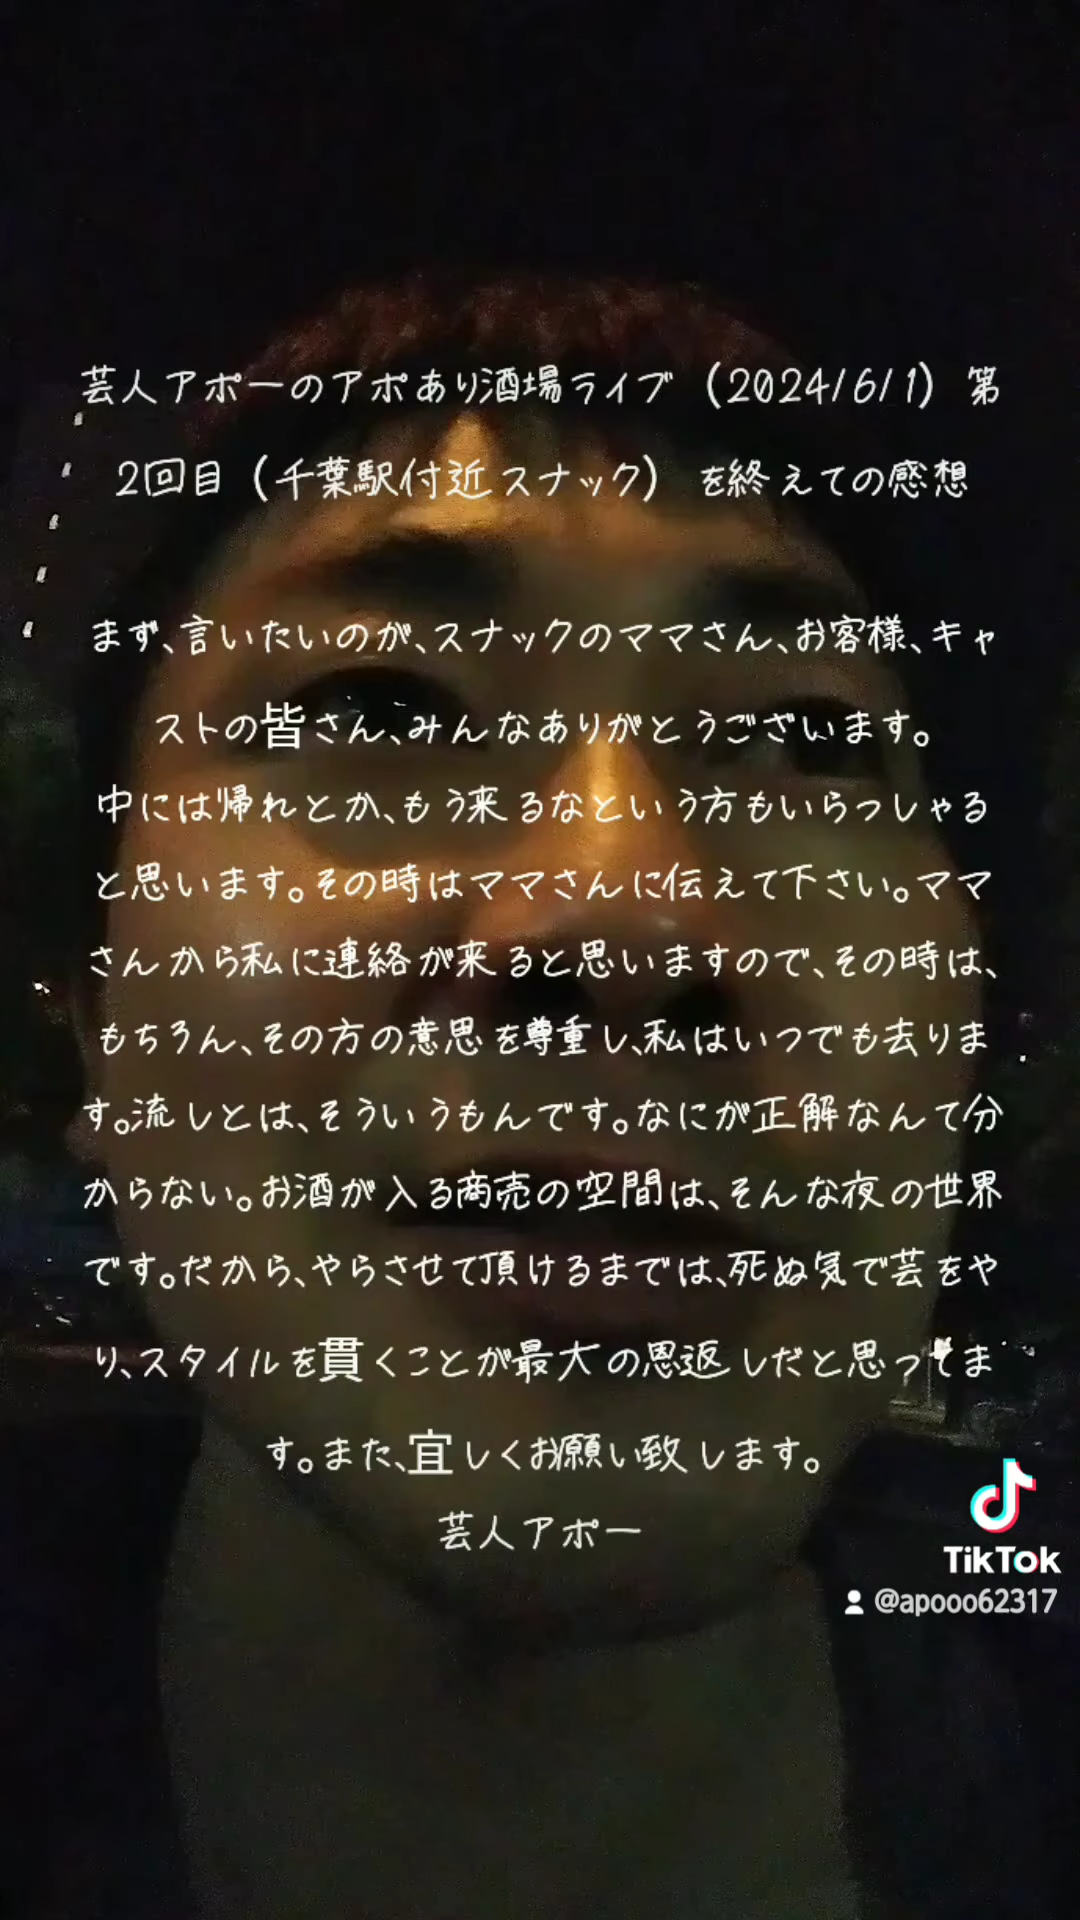 芸人アポーのアポあり酒場ライブ（2024/6/1）第
2回目（千葉駅付近スナック） を終えての感想
まず、言いたいのが、スナックのママさん、お客様、キャ
ストの皆さん、みんなありがとうございます。
中には帰れとか、もう来るなという方もいらっしゃる
と思います。その時はママさんに伝えて下さい。ママ
さんから私に連絡が来ると思いますので、その時は、
もちろん、その方の意思を尊重し、私はいつでも去りま
す。流しとは、そういうもんです。なにが正解なんて分
からない。お酒が入る商売の空間は、そんな夜の世界
です。だから、やらさせて頂けるまでは、死ぬ気で芸をや
り、スタイルを貫くことが最大の恩返しだと思ってま
す。また、宜しくお願い致します。
芸人アポー
TikTok
@apooo62317